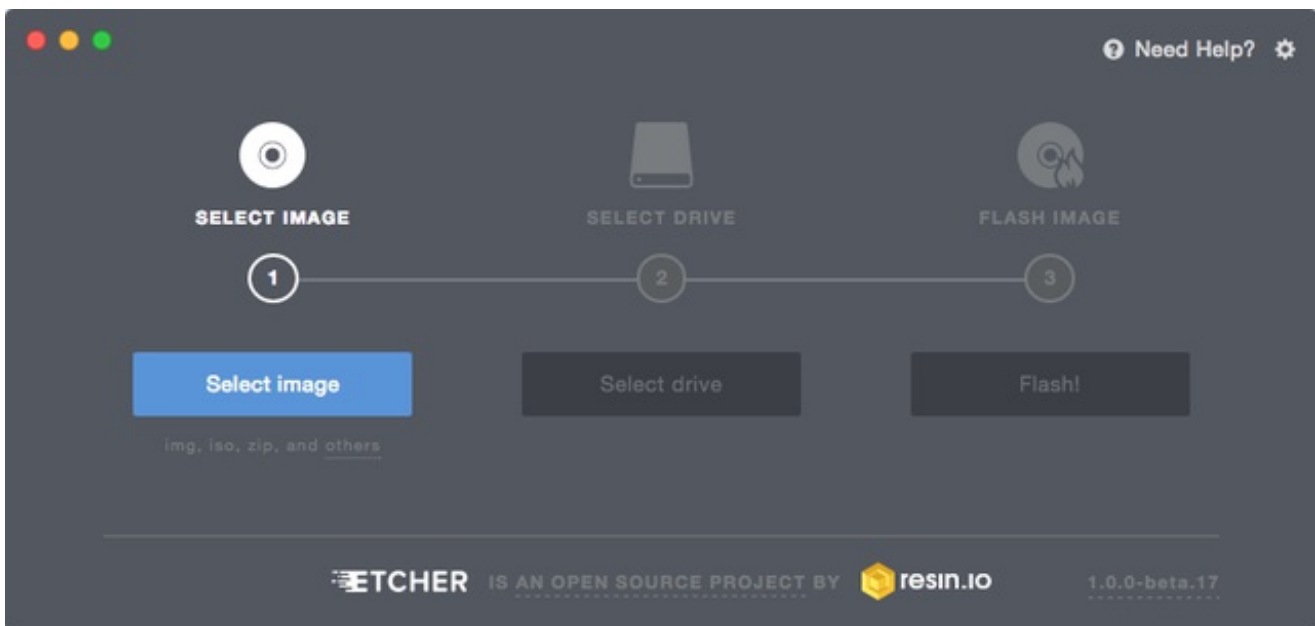 Need Help?
SELECT IMAGE
SELECT DRIVE
FLASH IMAGE
1
2
3
Select image
Select drive
Flash!
img, iso, zip, and others
ETCHER IS AN OPEN SOURCE PROJECT BY resin.io
1.0.0-beta.17